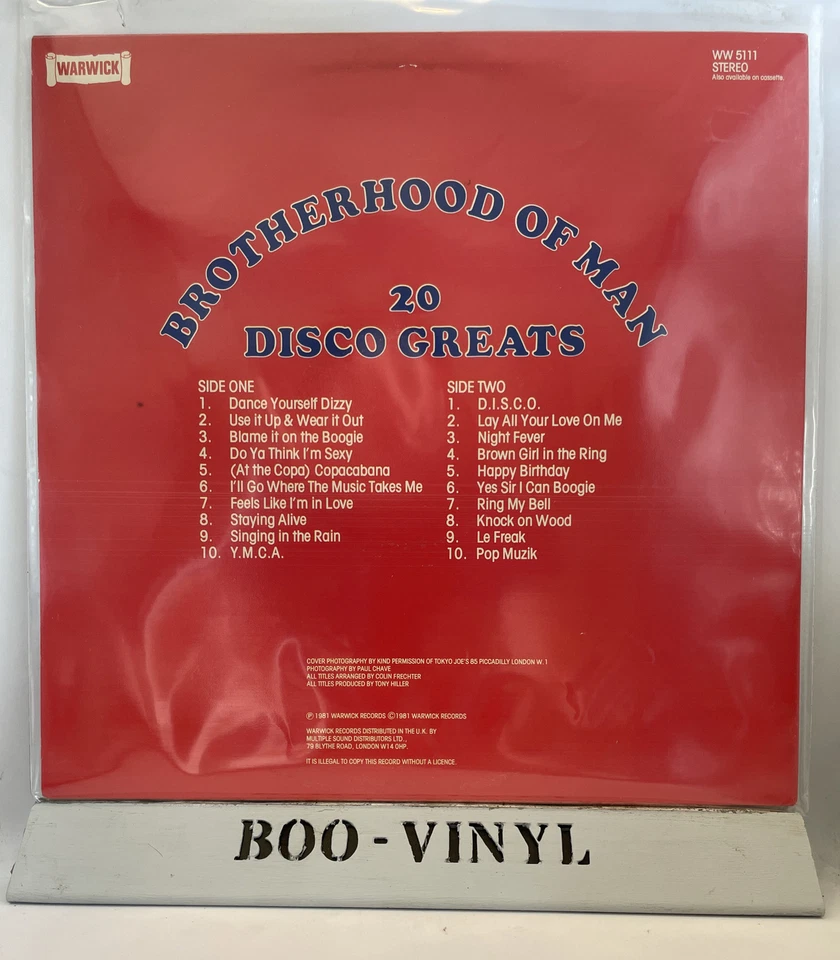 WARWICK
WW 5111
STEREO
Also available on cassette.
BROTHERHOOD OF MAN
20
DISCO GREATS
SIDE ONE
1. Dance Yourself Dizzy
2. Use it Up & Wear it Out
3. Blame it on the Boogie
4. Do Ya Think I'm Sexy
5. (At the Copa) Copacabana
6. I'll Go Where The Music Takes Me
7. Feels Like I'm in Love
8. Staying Alive
9. Singing in the Rain
10. Y.M.C.A.
SIDE TWO
1. D.I.S.C.O.
2. Lay All Your Love On Me
3. Night Fever
4. Brown Girl in the Ring
5. Happy Birthday
6. Yes Sir I Can Boogie
7. Ring My Bell
8. Knock on Wood
9. Le Freak
10. Pop Muzik
COVER PHOTOGRAPHY BY KIND PERMISSION OF TOKYO JOE'S 85 PICCADILLY LONDON W.1
PHOTOGRAPHY BY PAUL CHAVE
ALL TITLES ARRANGED BY COLIN FRECHTER
ALL TITLES PRODUCED BY TONY HILLER
Ⓟ 1981 WARWICK RECORDS ©1981 WARWICK RECORDS
WARWICK RECORDS DISTRIBUTED IN THE U.K. BY
MULTIPLE SOUND DISTRIBUTORS LTD.,
79 BLYTHE ROAD, LONDON W14 0HP.
IT IS ILLEGAL TO COPY THIS RECORD WITHOUT A LICENCE.
BOO-VINYL